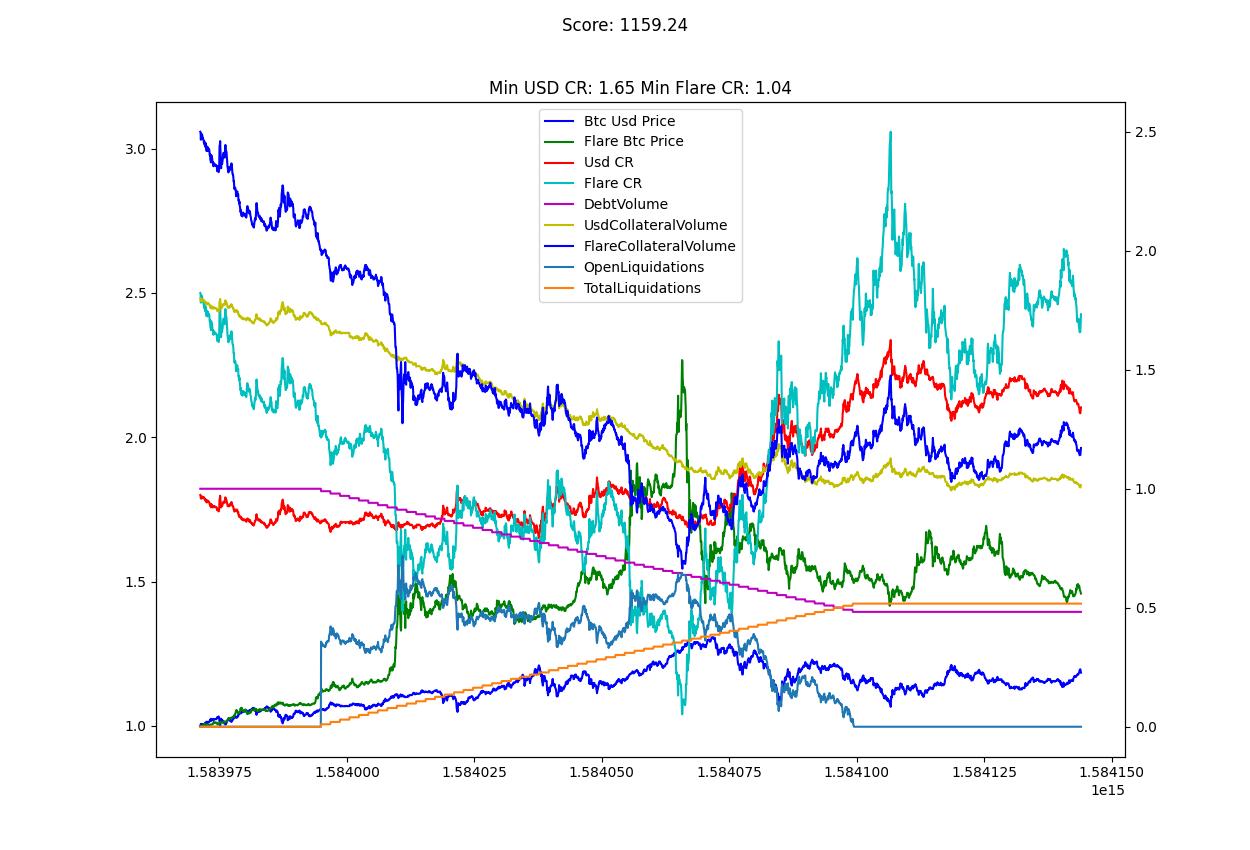 Score: 1159.24
Min USD CR: 1.65 Min Flare CR: 1.04
Btc Usd Price
Flare Btc Price
Usd CR
Flare CR
DebtVolume
UsdCollateralVolume
FlareCollateralVolume
OpenLiquidations
TotalLiquidations
3.0
2.5
2.0
1.5
1.0
2.5
2.0
1.5
1.0
0.5
0.0
1.583975 1.584000 1.584025 1.584050 1.584075 1.584100 1.584125 1.584150
1e15